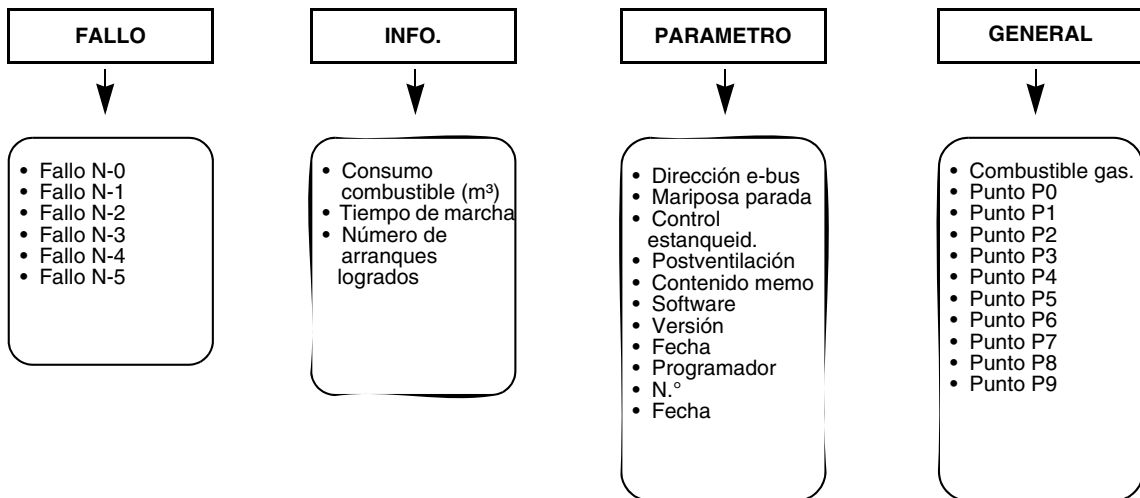 FALLO
• Fallo N-0
• Fallo N-1
• Fallo N-2
• Fallo N-3
• Fallo N-4
• Fallo N-5
INFO.
• Consumo
combustible (m³)
• Tiempo de marcha
• Número de
arranques
logrados
PARAMETRO
• Dirección e-bus
• Mariposa parada
• Control
estanqueid.
• Postventilación
• Contenido memo
• Software
• Versión
• Fecha
• Programador
• N.°
• Fecha
GENERAL
• Combustible gas.
• Punto P0
• Punto P1
• Punto P2
• Punto P3
• Punto P4
• Punto P5
• Punto P6
• Punto P7
• Punto P8
• Punto P9